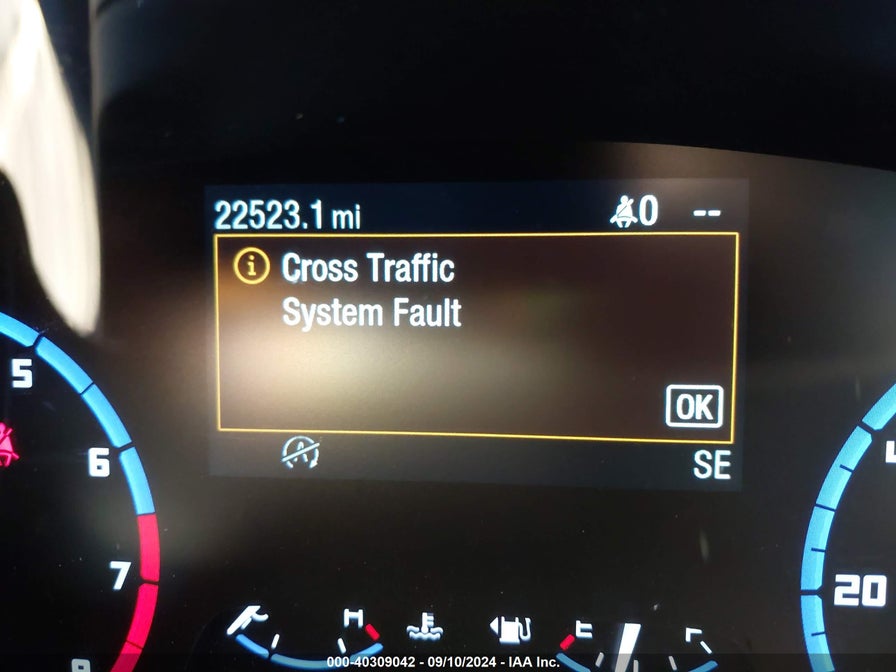 22523.1 mi 0 --
Cross Traffic
System Fault
OK
SE
5
6
7
8
20
H
000-40309042 - 09/10/2024 - IAA Inc.